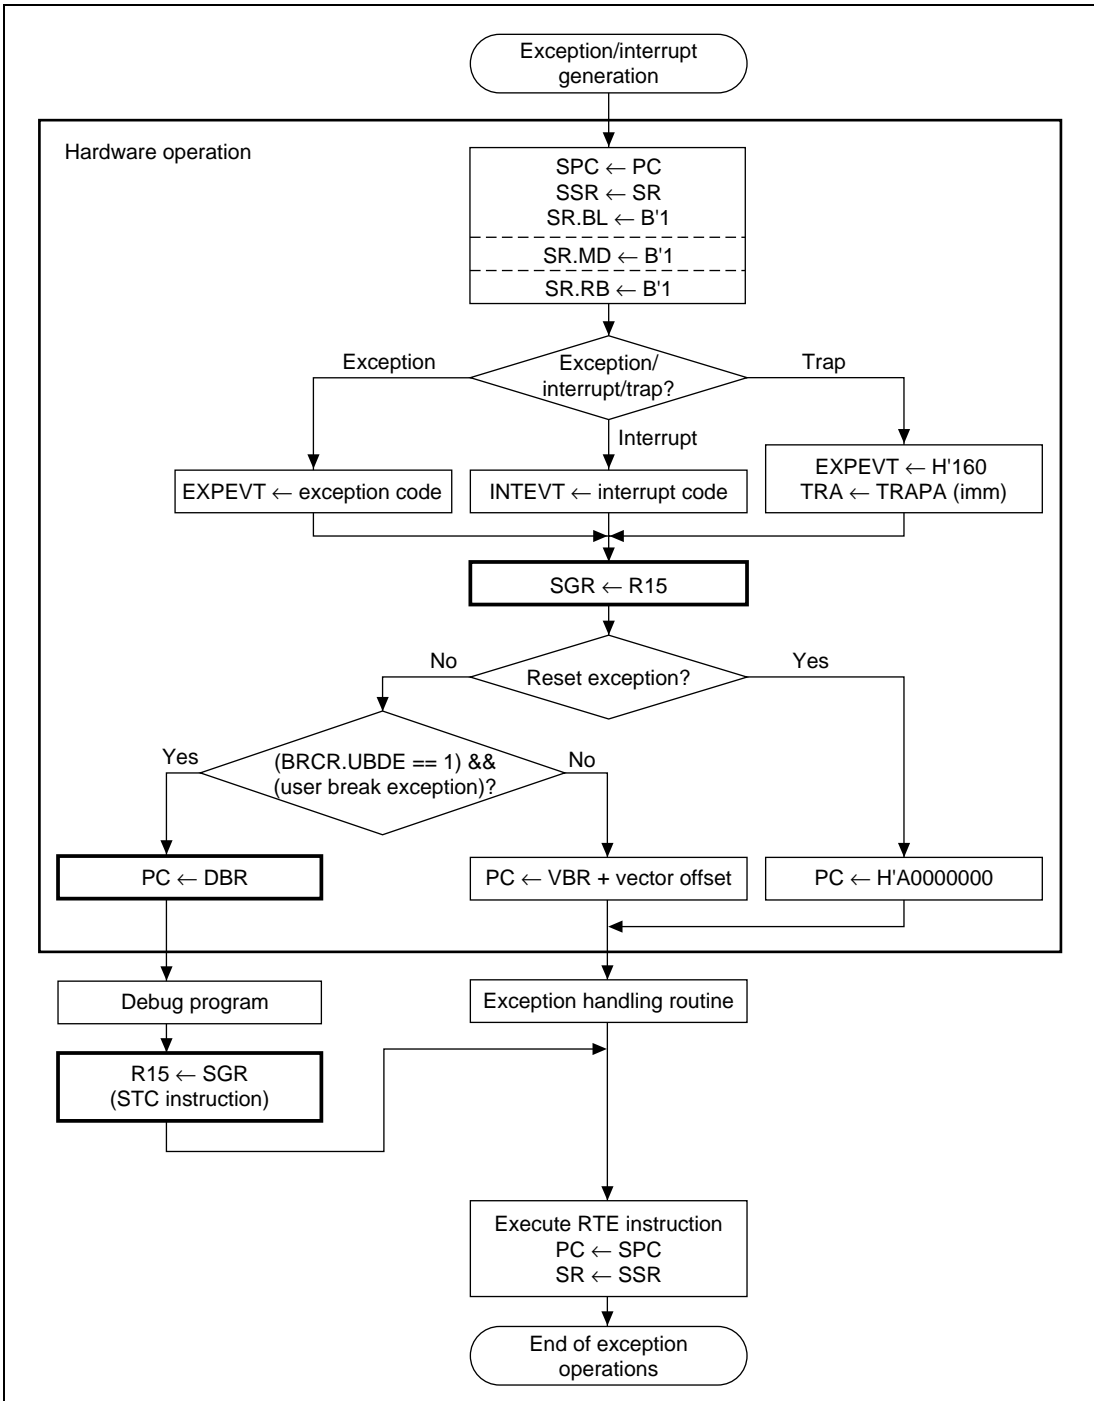 Exception/interrupt
generation
Hardware operation
SPC ← PC
SSR ← SR
SR.BL ← B'1
SR.MD ← B'1
SR.RB ← B'1
Exception
Exception/
interrupt/trap?
Trap
Interrupt
EXPEVT ← exception code
INTEVT ← interrupt code
EXPEVT ← H'160
TRA ← TRAPA (imm)
SGR ← R15
No
Reset exception?
Yes
Yes
(BRCR.UBDE == 1) &&
(user break exception)?
No
PC ← DBR
PC ← VBR + vector offset
PC ← H'A0000000
Debug program
Exception handling routine
R15 ← SGR
(STC instruction)
Execute RTE instruction
PC ← SPC
SR ← SSR
End of exception
operations